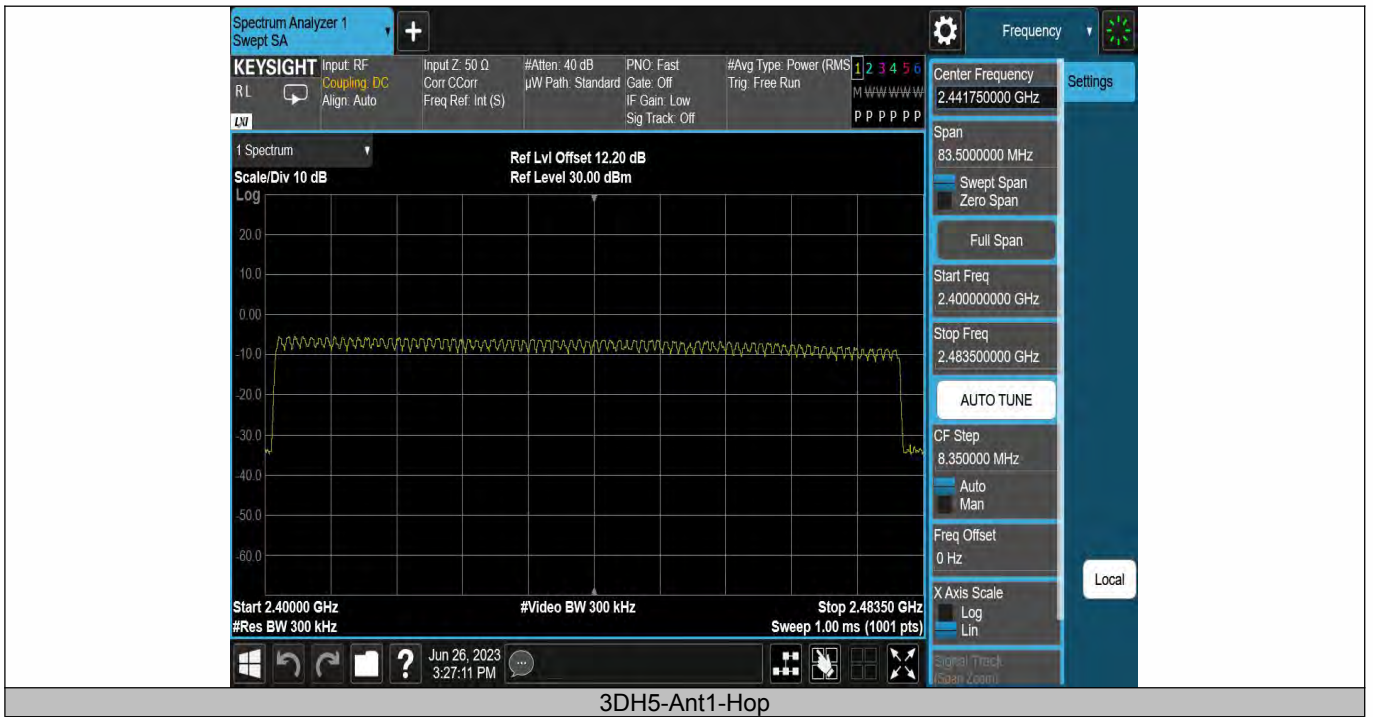 Spectrum Analyzer 1
Swept SA
+
Frequency
KEYSIGHT
RL
LXI
Input: RF
Coupling: DC
Align: Auto
Input Z: 50 Ω
Corr CCorr
Freq Ref: Int (S)
#Atten: 40 dB
µW Path: Standard
PNO: Fast
Gate: Off
IF Gain: Low
Sig Track: Off
#Avg Type: Power (RMS
Trig: Free Run
1 2 3 4 5 6
M W W W W W
P P P P P P
Center Frequency
2.441750000 GHz
Settings
Span
83.5000000 MHz
Swept Span
Zero Span
Full Span
Start Freq
2.400000000 GHz
Stop Freq
2.483500000 GHz
AUTO TUNE
CF Step
8.350000 MHz
Auto
Man
Freq Offset
0 Hz
X Axis Scale
Log
Lin
Signal Track
(Span Zoom)
Local
1 Spectrum
Scale/Div 10 dB
Log
Ref Lvl Offset 12.20 dB
Ref Level 30.00 dBm
20.0
10.0
0.00
-10.0
-20.0
-30.0
-40.0
-50.0
-60.0
Start 2.40000 GHz
#Res BW 300 kHz
#Video BW 300 kHz
Stop 2.48350 GHz
Sweep 1.00 ms (1001 pts)
?
Jun 26, 2023
3:27:11 PM
3DH5-Ant1-Hop